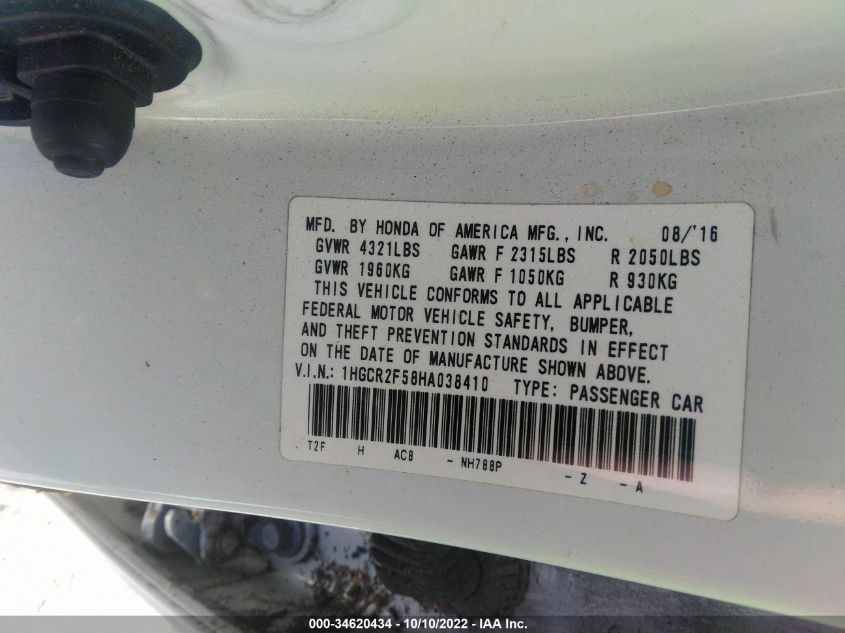 MFD. BY HONDA OF AMERICA MFG., INC. 08/'16
GVWR 4321LBS GAWR F 2315LBS R 2050LBS
GVWR 1960KG GAWR F 1050KG R 930KG
THIS VEHICLE CONFORMS TO ALL APPLICABLE
FEDERAL MOTOR VEHICLE SAFETY, BUMPER,
AND THEFT PREVENTION STANDARDS IN EFFECT
ON THE DATE OF MANUFACTURE SHOWN ABOVE.
V.I.N.: 1HGCR2F58HA038410 TYPE: PASSENGER CAR
T2F H AC8 - NH788P - Z - A
000-34620434 - 10/10/2022 - IAA Inc.